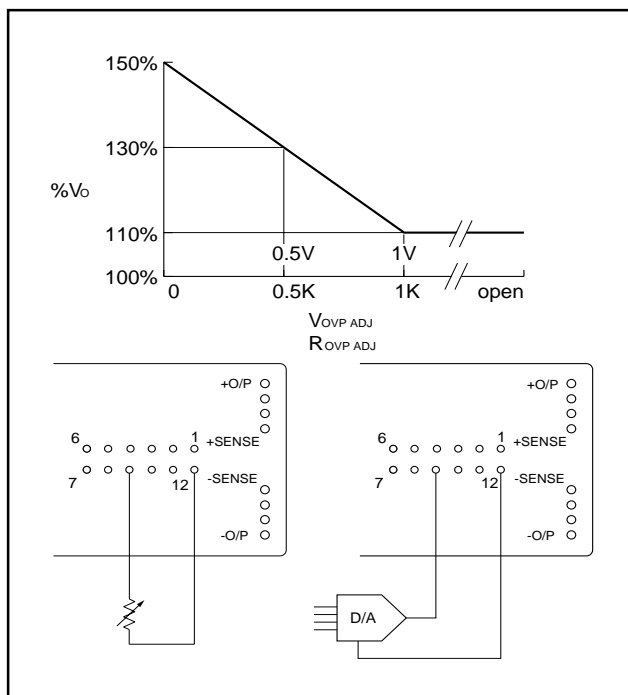 150%
130%
%VO
110%
0.5V 1V
100%
0 0.5K 1K open
VOVP ADJ
ROVP ADJ
+O/P
6 1
+SENSE
7 12
-SENSE
-O/P
+O/P
6 1
+SENSE
7 12
-SENSE
-O/P
D/A